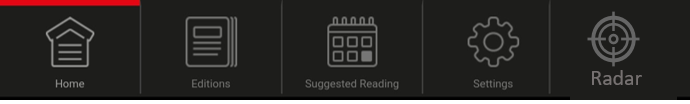 Home
Editions
Suggested Reading
Settings
Radar